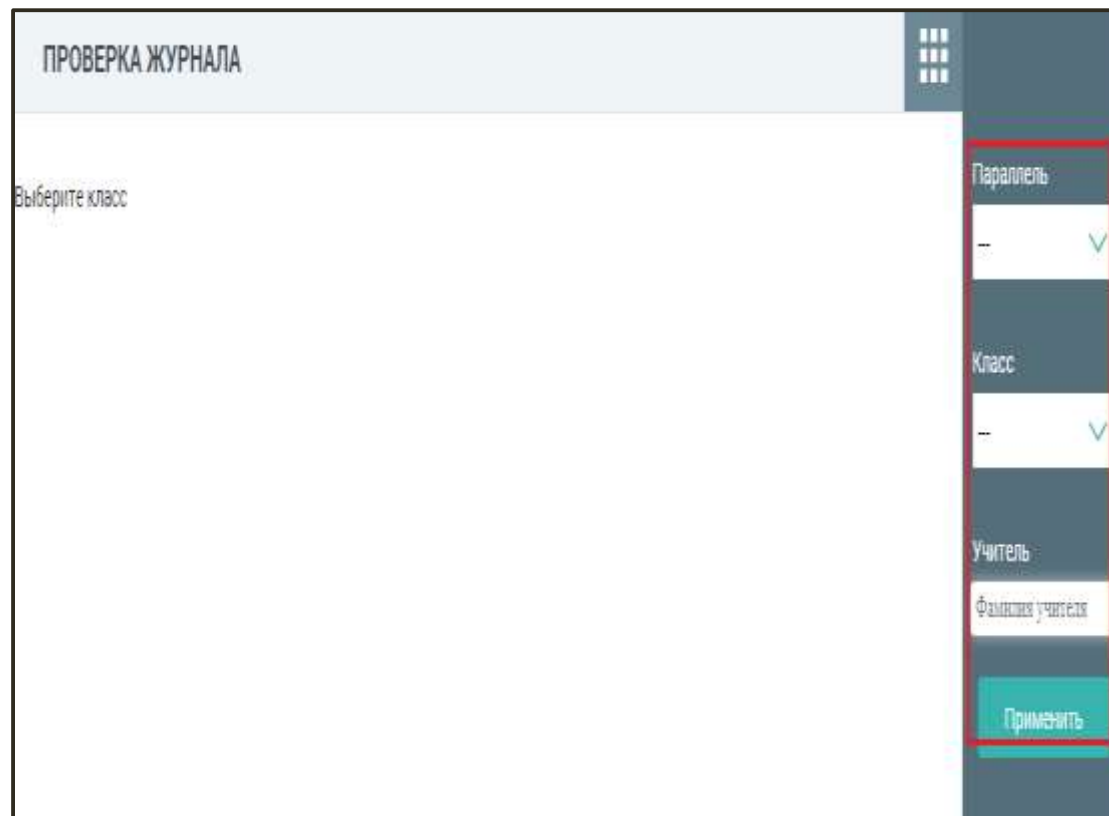 ПРОВЕРКА ЖУРНАЛА
Выберите класс
Параллель
---
Класс
---
Учитель
Фамилия учителя
Применить